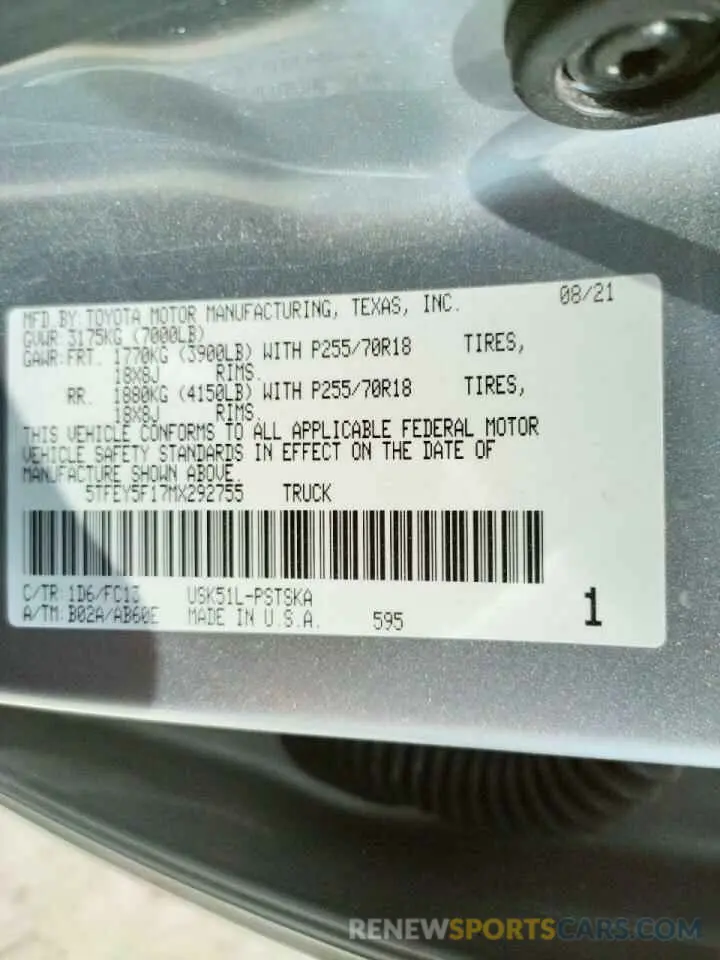 MFD BY: TOYOTA MOTOR MANUFACTURING, TEXAS, INC. 08/21
GVWR 3175KG (7000LB)
GAWR: FRT. 1770KG (3900LB) WITH P255/70R18 TIRES,
18X8J RIMS.
RR. 1880KG (4150LB) WITH P255/70R18 TIRES,
18X8J RIMS.
THIS VEHICLE CONFORMS TO ALL APPLICABLE FEDERAL MOTOR
VEHICLE SAFETY STANDARDS IN EFFECT ON THE DATE OF
MANUFACTURE SHOWN ABOVE.
5TFEY5F17MX292755 TRUCK
C/TR: 1D6/FC13 USK51L-PSTSKA
A/TM: B02A/AB60E MADE IN U.S.A. 595 1
RENEWSPORTSCARS.COM